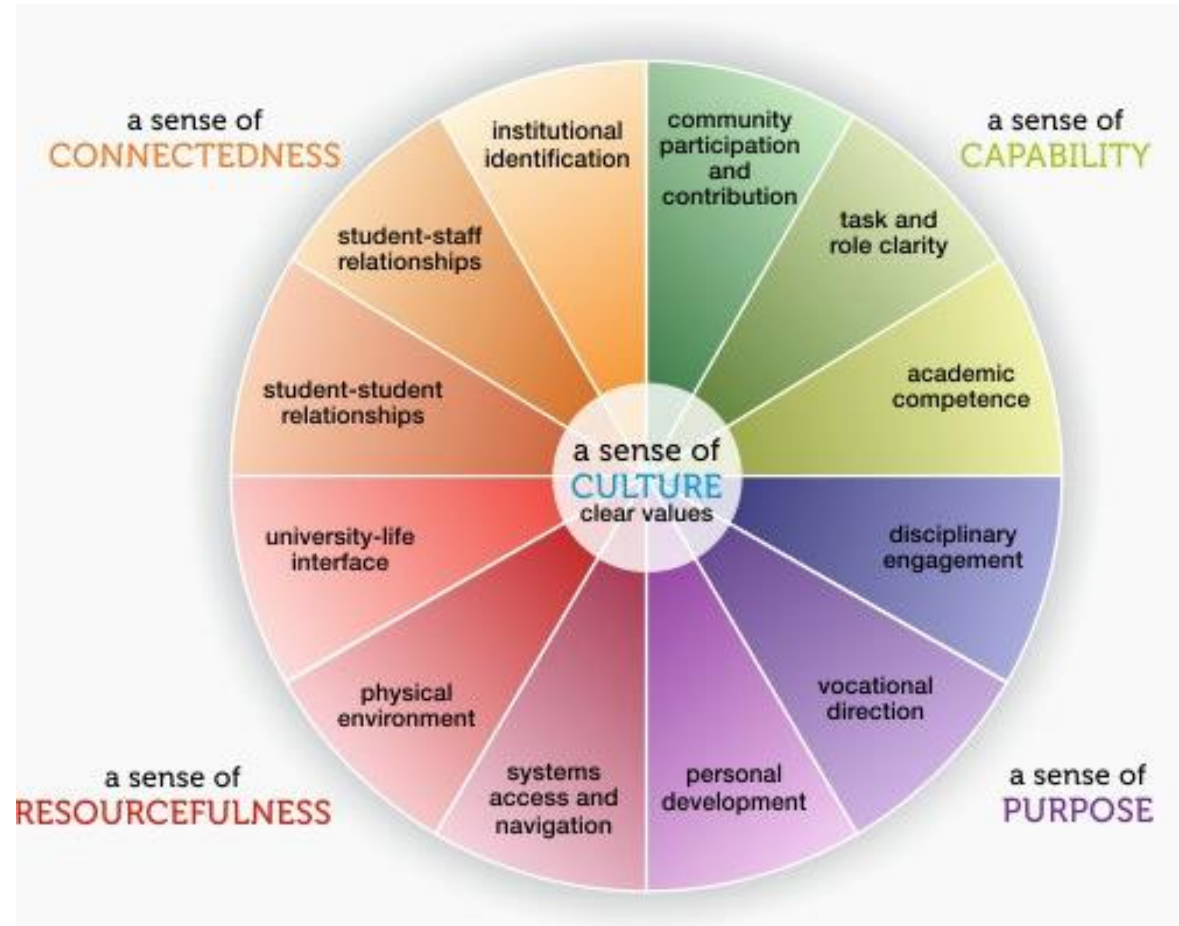 a sense of
CONNECTEDNESS
institutional
identification
student-staff
relationships
student-student
relationships
a sense of
CAPABILITY
community
participation
and
contribution
task and
role clarity
academic
competence
a sense of
CULTURE
clear values
a sense of
RESOURCEFULNESS
university-life
interface
physical
environment
systems
access and
navigation
a sense of
PURPOSE
disciplinary
engagement
vocational
direction
personal
development